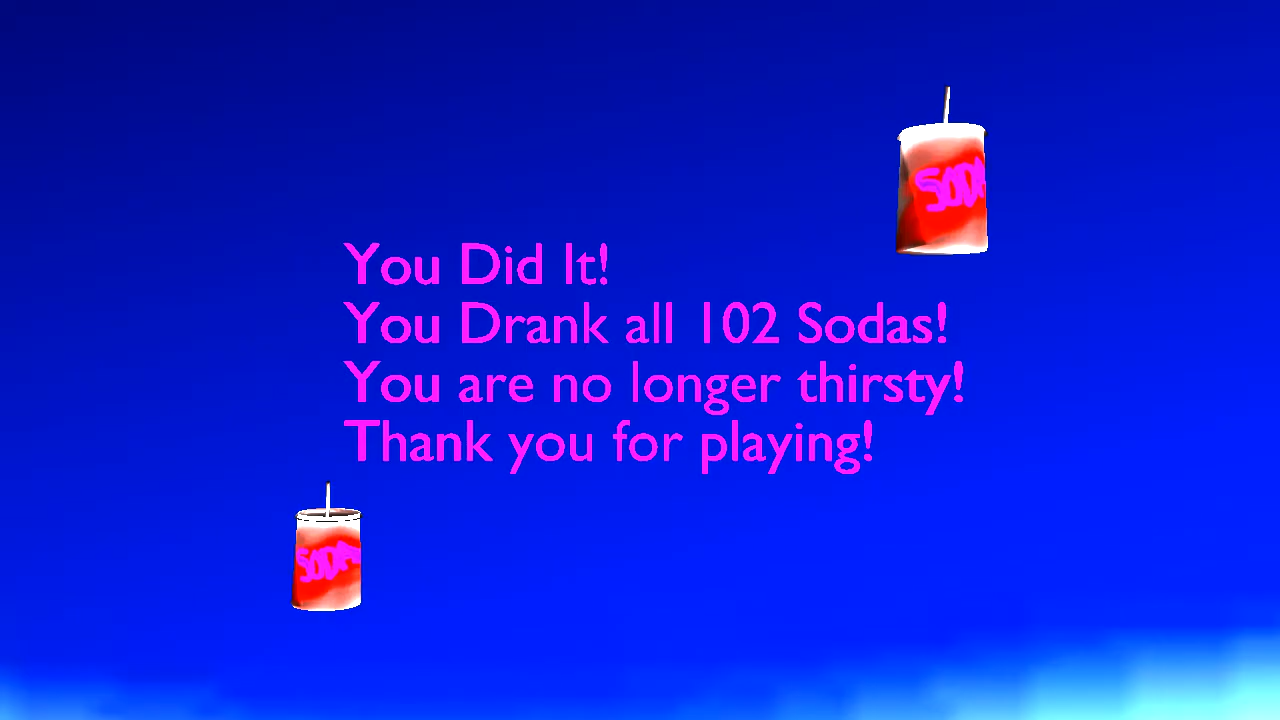 SODA
You Did It!
You Drank all 102 Sodas!
You are no longer thirsty!
Thank you for playing!
SODA